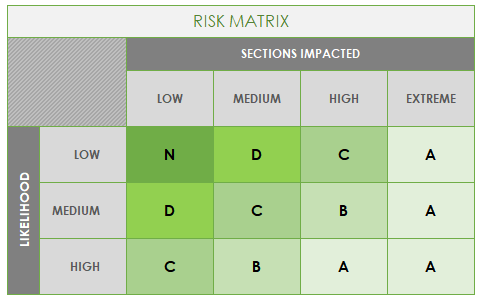 RISK MATRIX
SECTIONS IMPACTED
LOW MEDIUM HIGH EXTREME
LIKELIHOOD
LOW N D C A
MEDIUM D C B A
HIGH C B A A